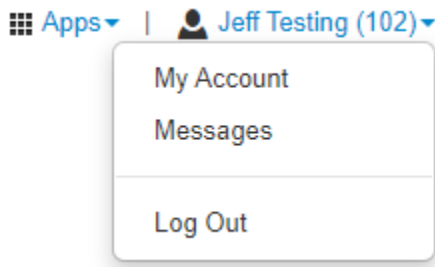 Apps | Jeff Testing (102)
My Account
Messages
Log Out